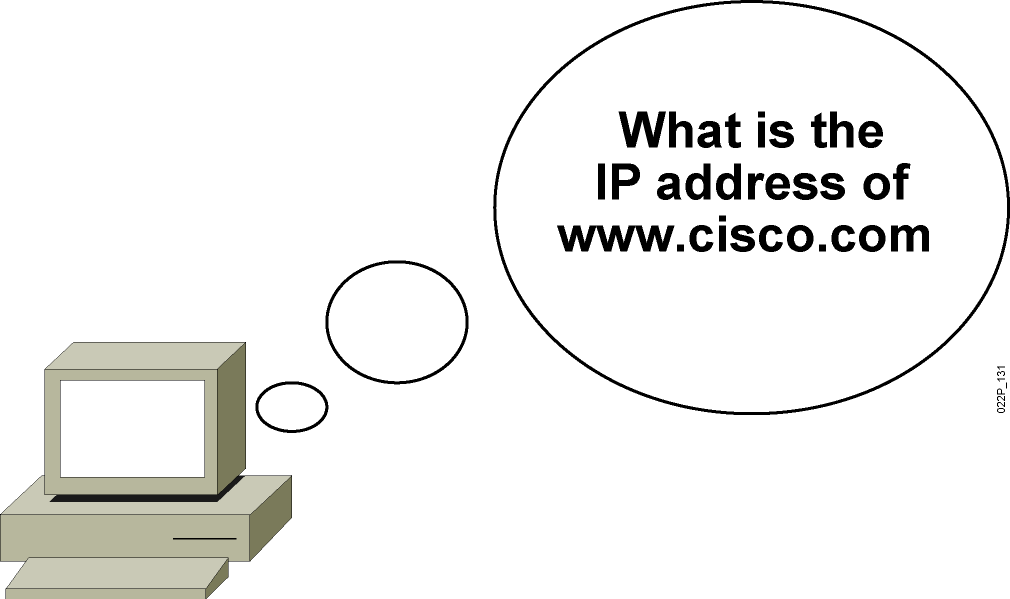 What is the
IP address of
www.cisco.com
022P_131